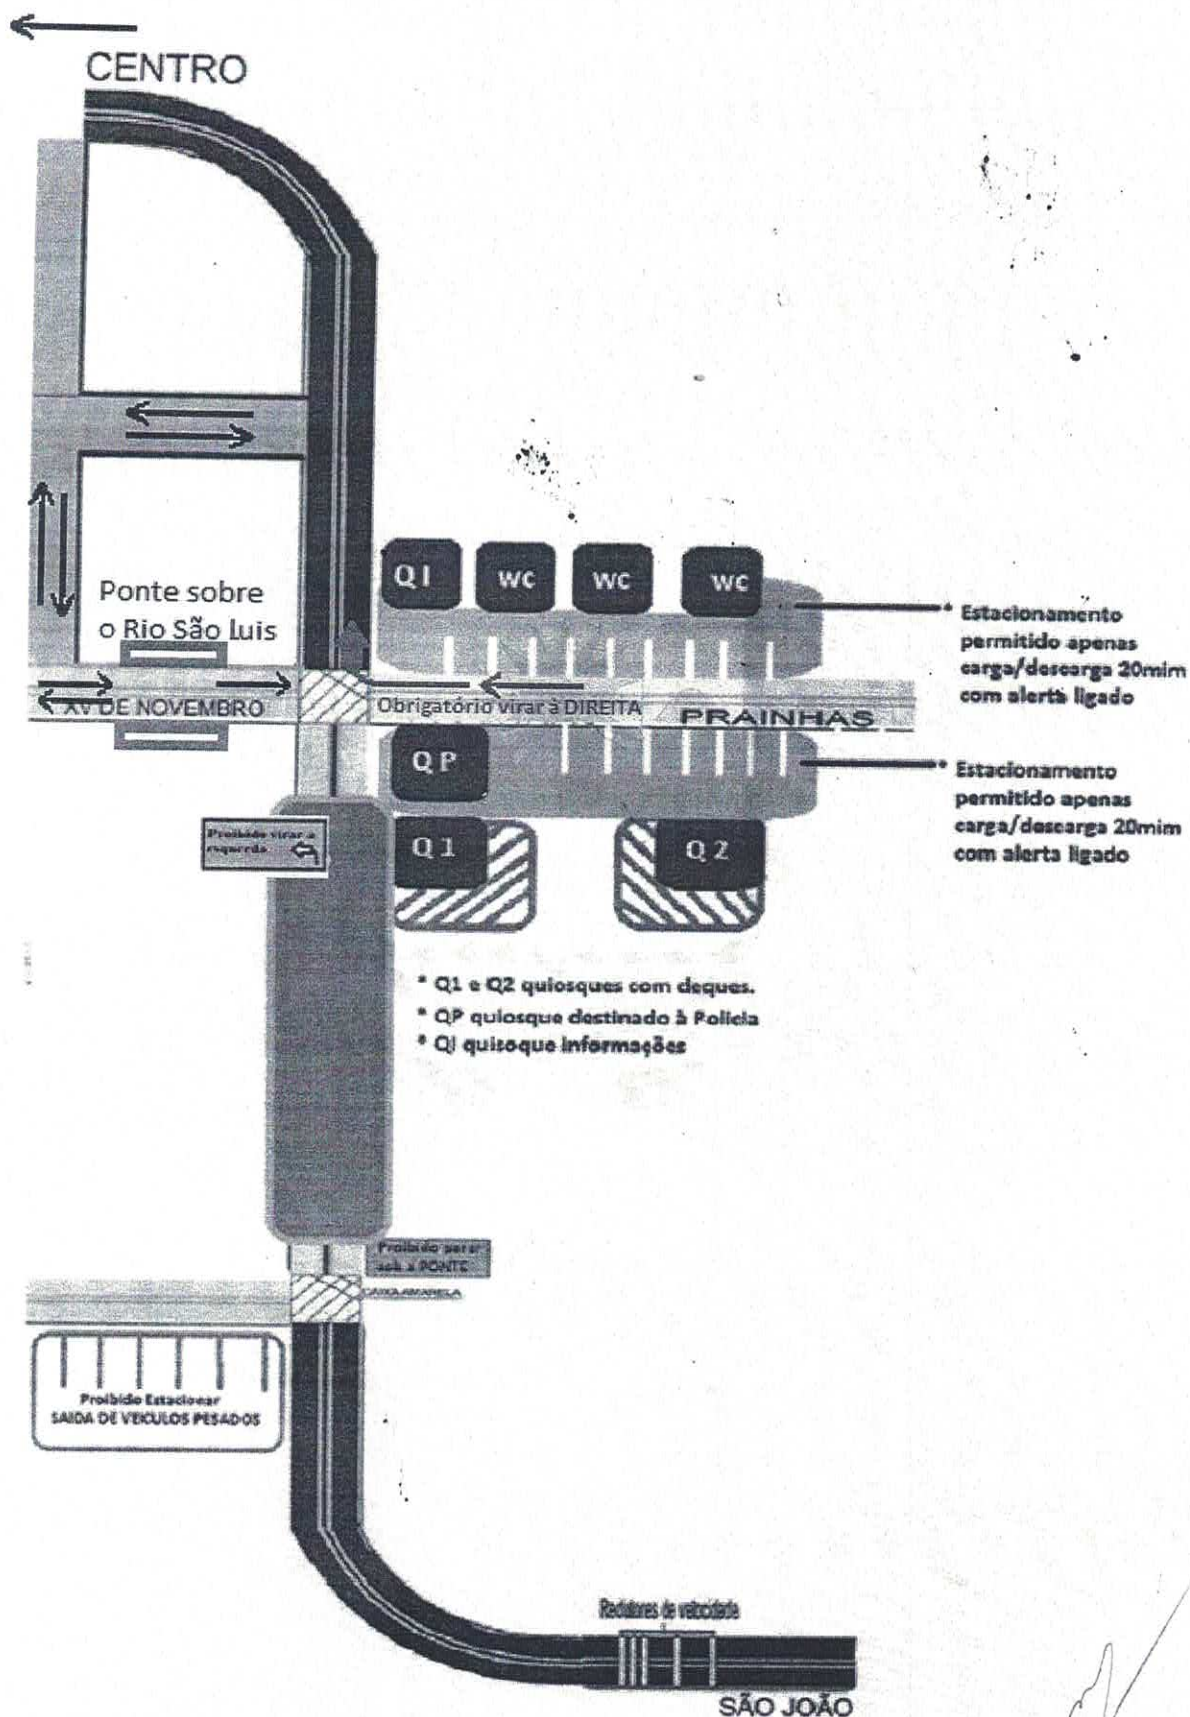 CENTRO
Ponte sobre
o Rio São Luis
QI
WC
WC
WC
Estacionamento
permitido apenas
carga/descarga 20mim
com alerta ligado
XV DE NOVEMBRO
Obrigatório virar à DIREITA
PRAINHAS
QP
Estacionamento
permitido apenas
carga/descarga 20mim
com alerta ligado
Proibido virar a
esquerda
Q1
Q2
* Q1 e Q2 quiosques com deques.
* QP quiosque destinado à Policia
* QI quisoque informações
Proibido parar
sob a PONTE
CAIXA AMARELA
Proibido Estacionar
SAIDA DE VEICULOS PESADOS
Redutores de velocidade
SÃO JOÃO